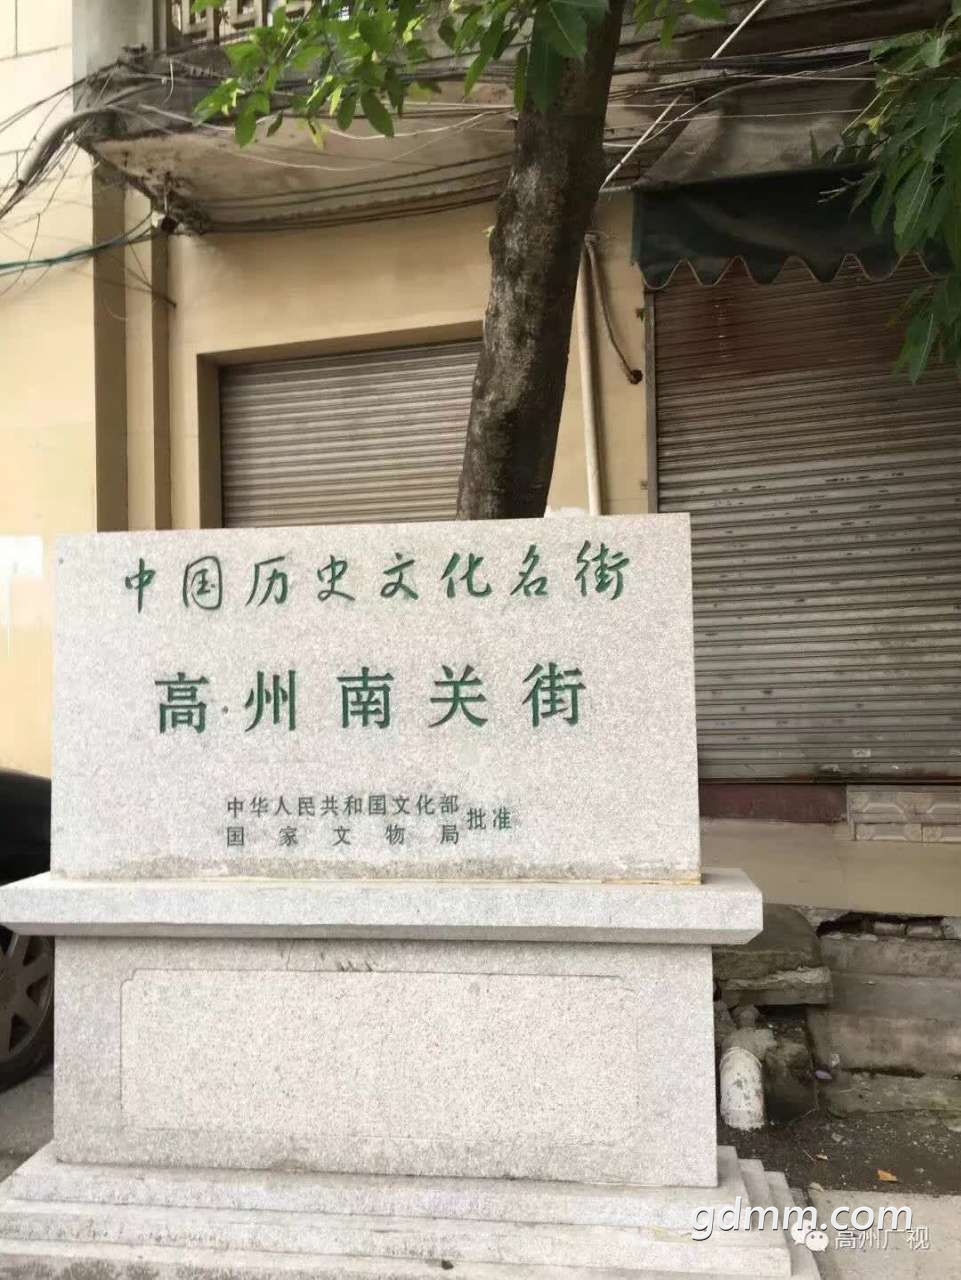 中国历史文化名街
高州南关街
中华人民共和国文化部
国家文物局
批准
gdmm.com
高州广视